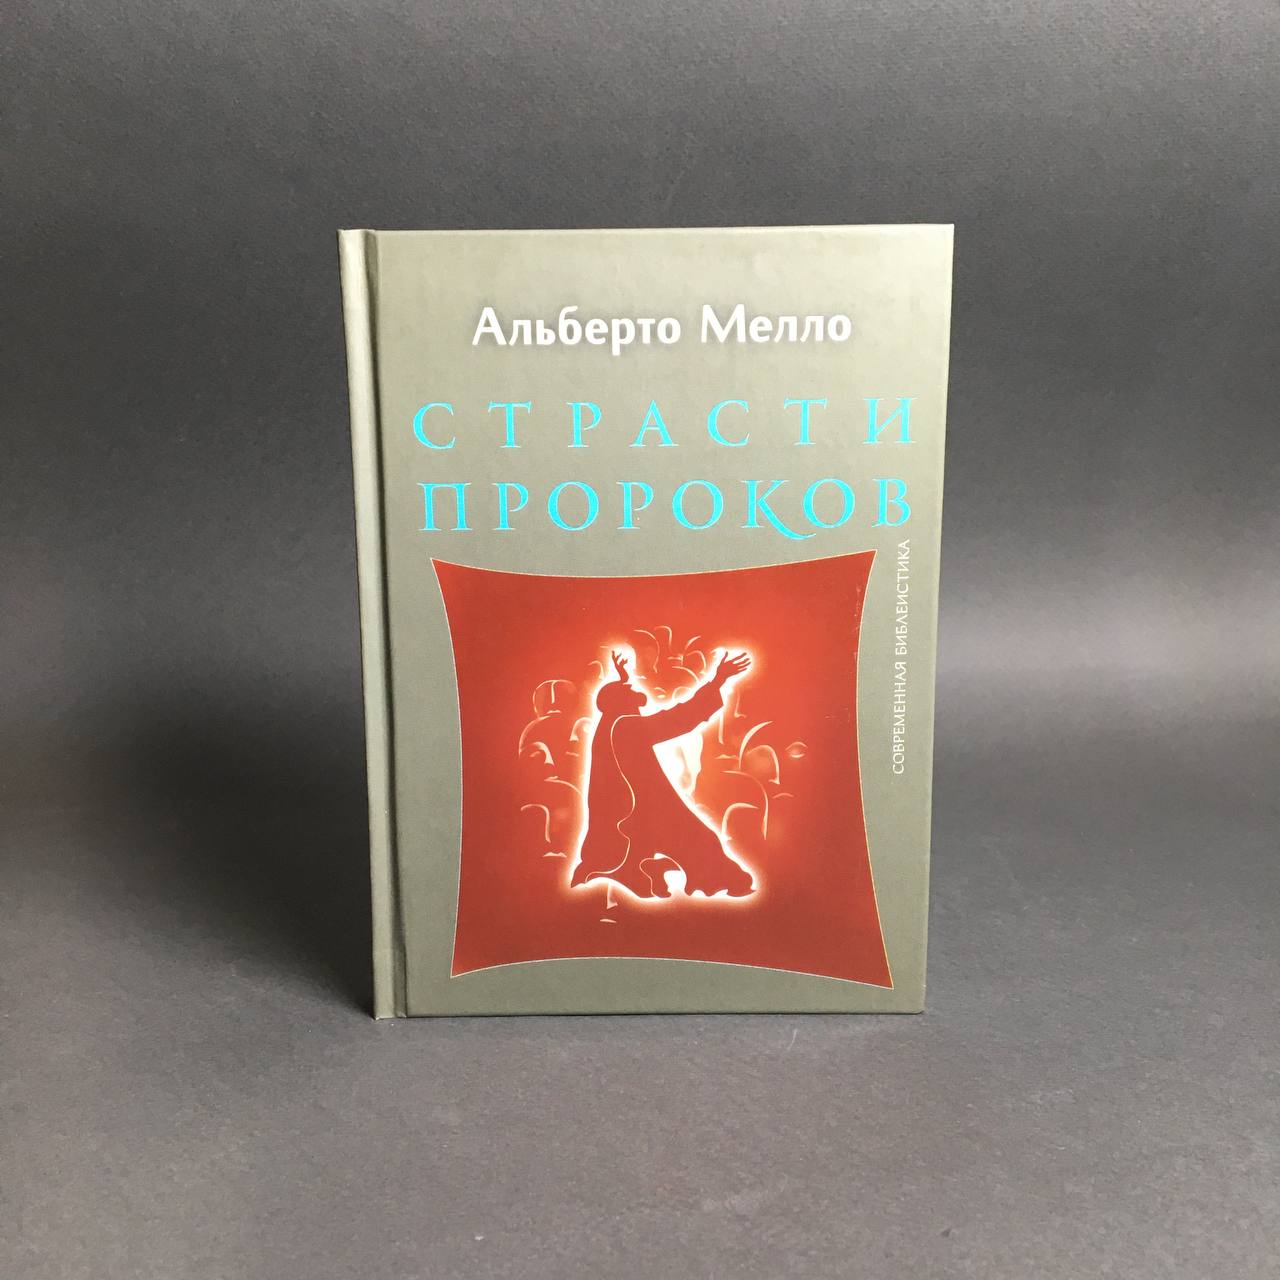 Альберто Мелло
СТРАСТИ
ПРОРОКОВ
СОВРЕМЕННАЯ БИБЛЕИСТИКА